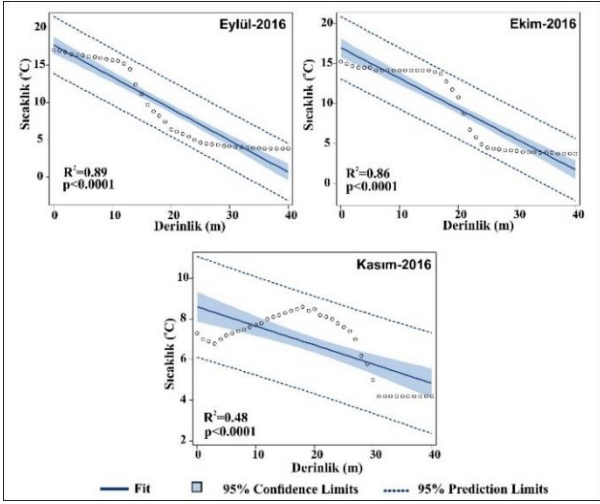 Eylül-2016
Sıcaklık (°C)
20
15
10
5
0
R²=0.89
p<0.0001
0 10 20 30 40
Derinlik (m)
Ekim-2016
Sıcaklık (°C)
20
15
10
5
0
R²=0.86
p<0.0001
0 10 20 30 40
Derinlik (m)
Kasım-2016
Sıcaklık (°C)
10
8
6
4
2
R²=0.48
p<0.0001
0 10 20 30 40
Derinlik (m)
Fit 95% Confidence Limits 95% Prediction Limits